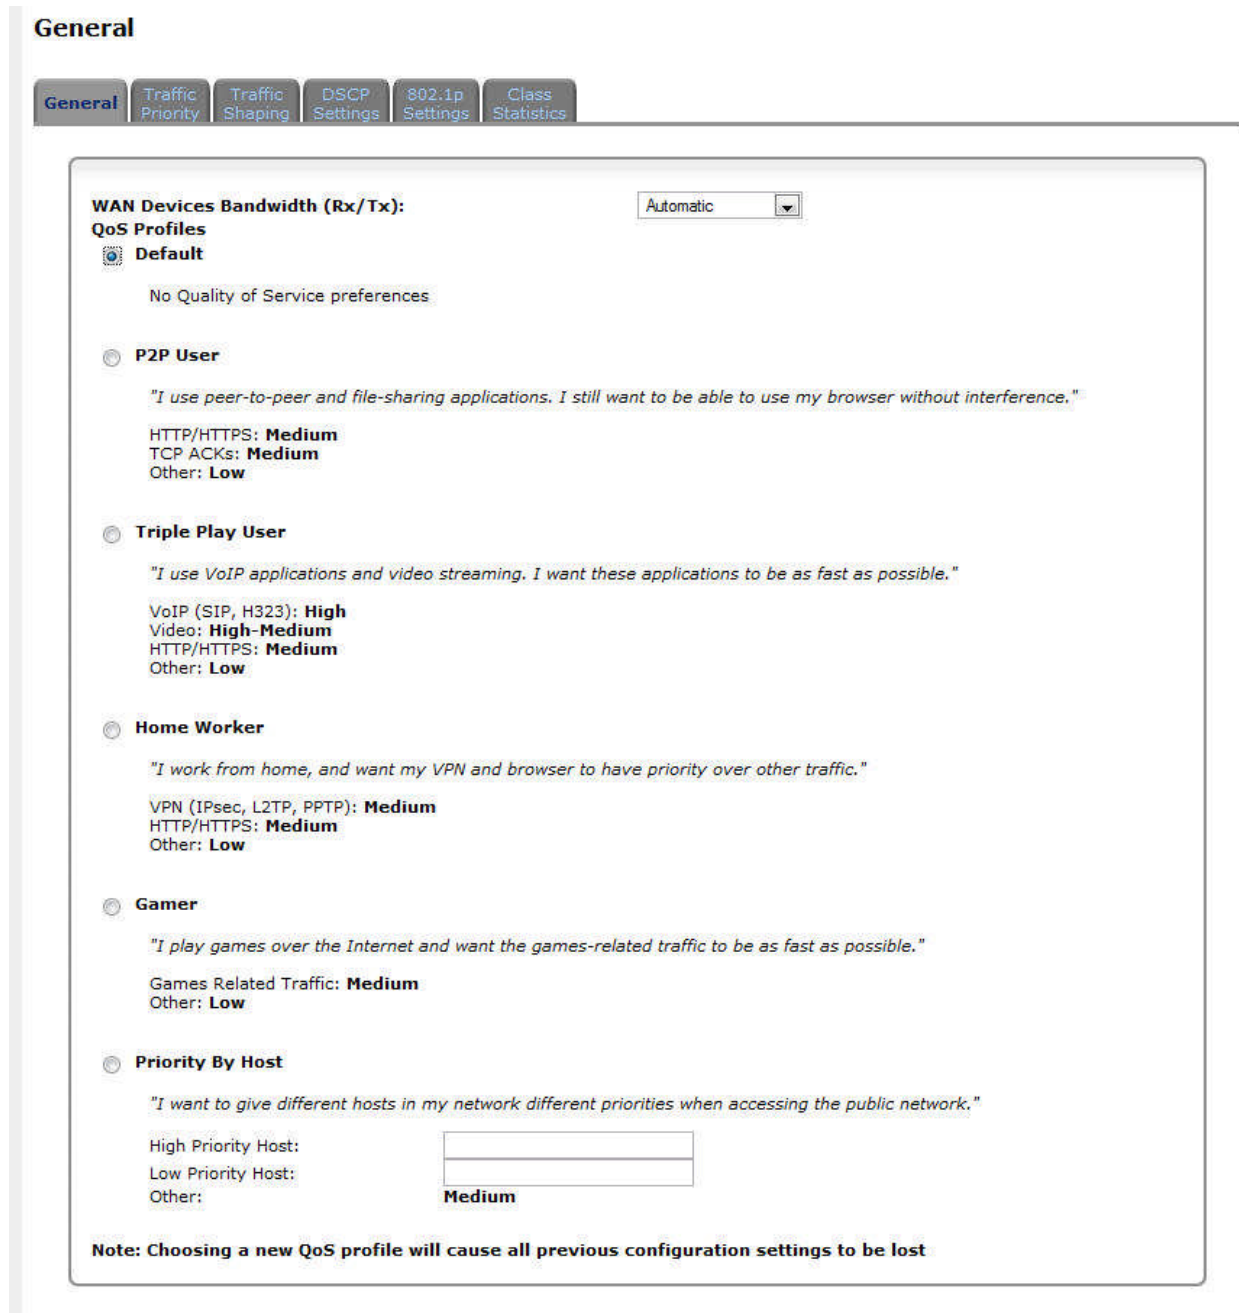 General
General
Traffic Priority
Traffic Shaping
DSCP Settings
802.1p Settings
Class Statistics
WAN Devices Bandwidth (Rx/Tx): Automatic
QoS Profiles
Default
No Quality of Service preferences
P2P User
"I use peer-to-peer and file-sharing applications. I still want to be able to use my browser without interference."
HTTP/HTTPS: Medium
TCP ACKs: Medium
Other: Low
Triple Play User
"I use VoIP applications and video streaming. I want these applications to be as fast as possible."
VoIP (SIP, H323): High
Video: High-Medium
HTTP/HTTPS: Medium
Other: Low
Home Worker
"I work from home, and want my VPN and browser to have priority over other traffic."
VPN (IPsec, L2TP, PPTP): Medium
HTTP/HTTPS: Medium
Other: Low
Gamer
"I play games over the Internet and want the games-related traffic to be as fast as possible."
Games Related Traffic: Medium
Other: Low
Priority By Host
"I want to give different hosts in my network different priorities when accessing the public network."
High Priority Host:
Low Priority Host:
Other: Medium
Note: Choosing a new QoS profile will cause all previous configuration settings to be lost